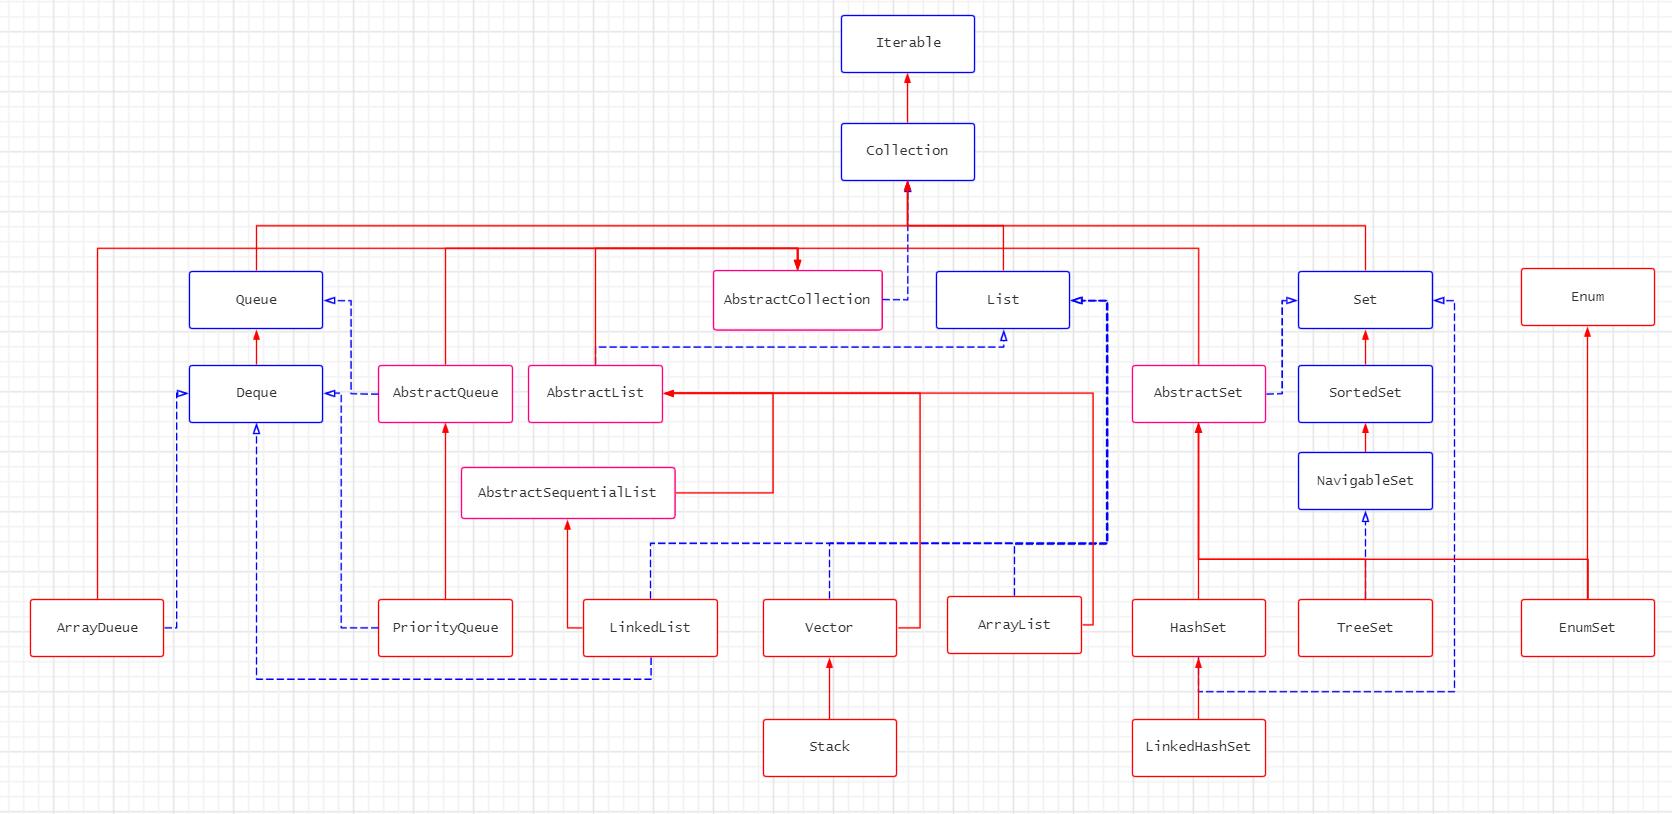 Iterable
Collection
Queue
AbstractCollection
List
Set
Enum
Deque
AbstractQueue
AbstractList
AbstractSet
SortedSet
AbstractSequentialList
NavigableSet
ArrayDueue
PriorityQueue
LinkedList
Vector
ArrayList
HashSet
TreeSet
EnumSet
Stack
LinkedHashSet